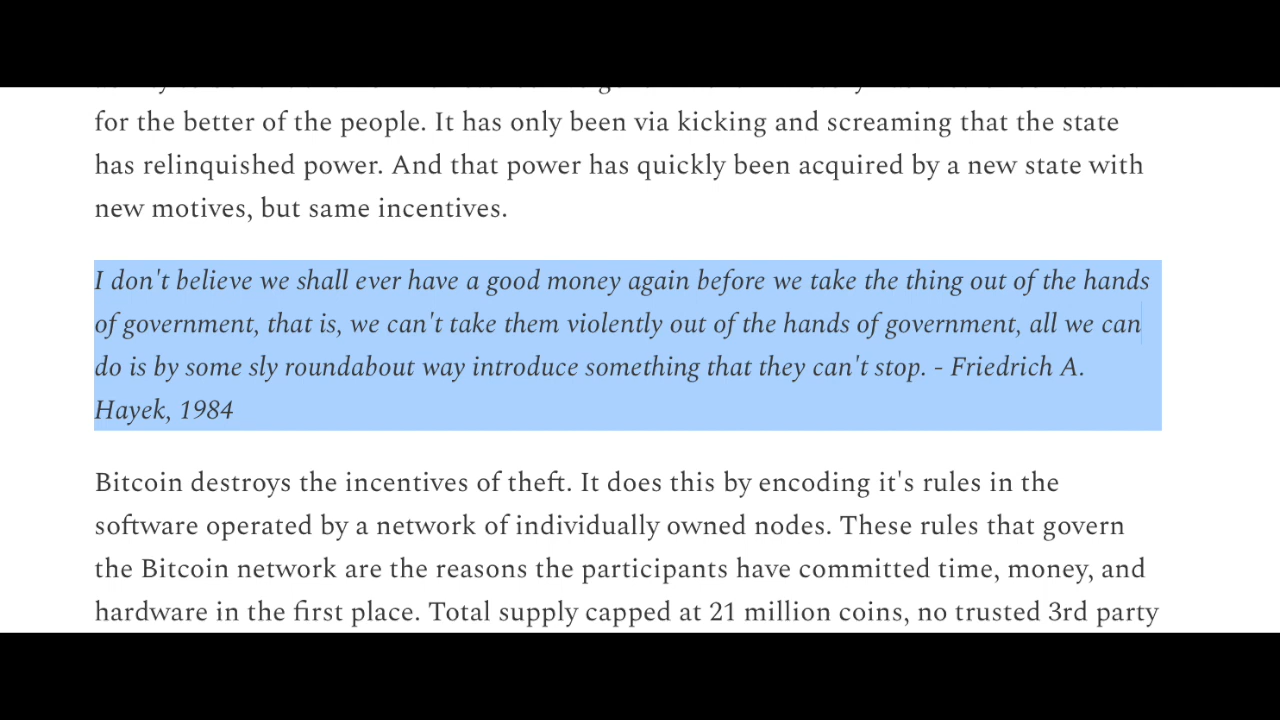 for the better of the people. It has only been via kicking and screaming that the state
has relinquished power. And that power has quickly been acquired by a new state with
new motives, but same incentives.
I don't believe we shall ever have a good money again before we take the thing out of the hands
of government, that is, we can't take them violently out of the hands of government, all we can
do is by some sly roundabout way introduce something that they can't stop. - Friedrich A.
Hayek, 1984
Bitcoin destroys the incentives of theft. It does this by encoding it's rules in the
software operated by a network of individually owned nodes. These rules that govern
the Bitcoin network are the reasons the participants have committed time, money, and
hardware in the first place. Total supply capped at 21 million coins, no trusted 3rd party